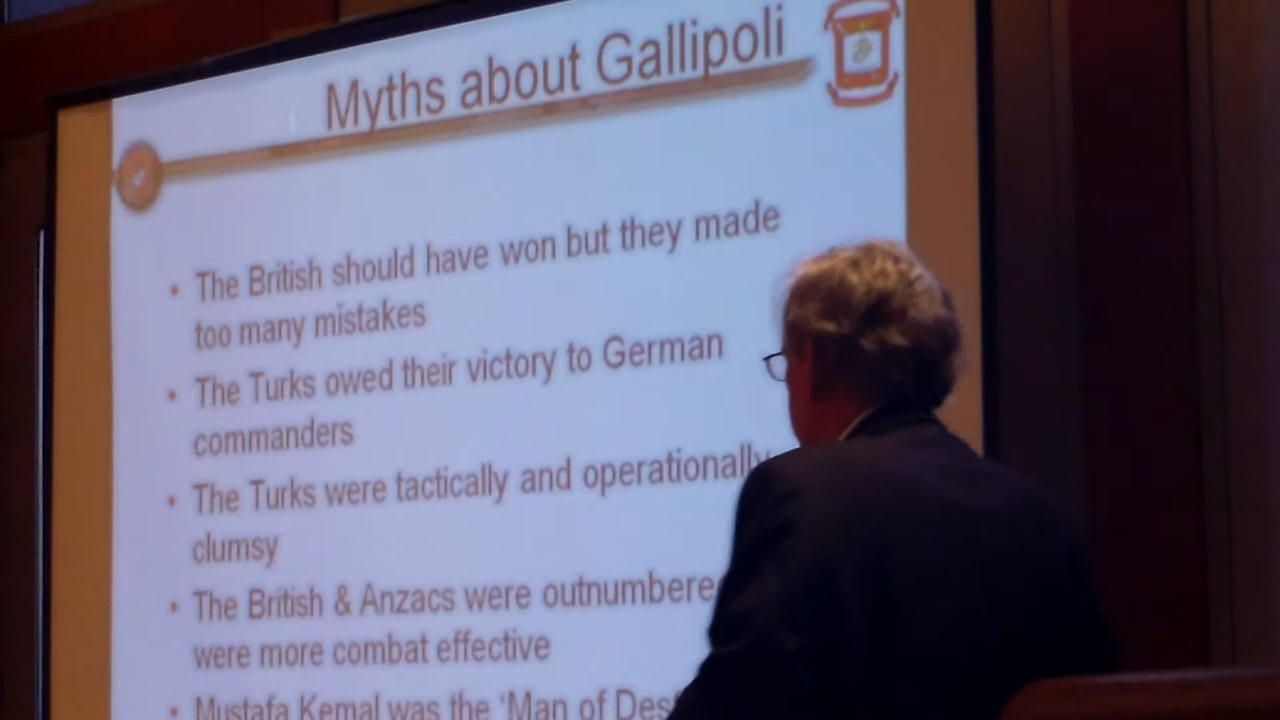 Myths about Gallipoli
• The British should have won but they made
too many mistakes
• The Turks owed their victory to German
commanders
• The Turks were tactically and operationally
clumsy
• The British & Anzacs were
were more combat effective
• Mustafa Kemal was the 'Man of